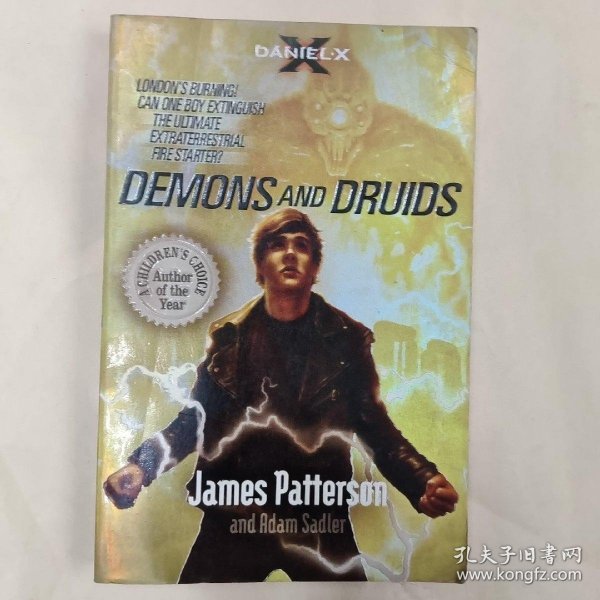 DANIEL·X
LONDON'S BURNING!
CAN ONE BOY EXTINGUISH
THE ULTIMATE
EXTRATERRESTRIAL
FIRE STARTER?
DEMONS AND DRUIDS
A CHILDREN'S CHOICE
Author
of the
Year
James Patterson
and Adam Sadler
孔夫子旧书网
www.kongfz.com